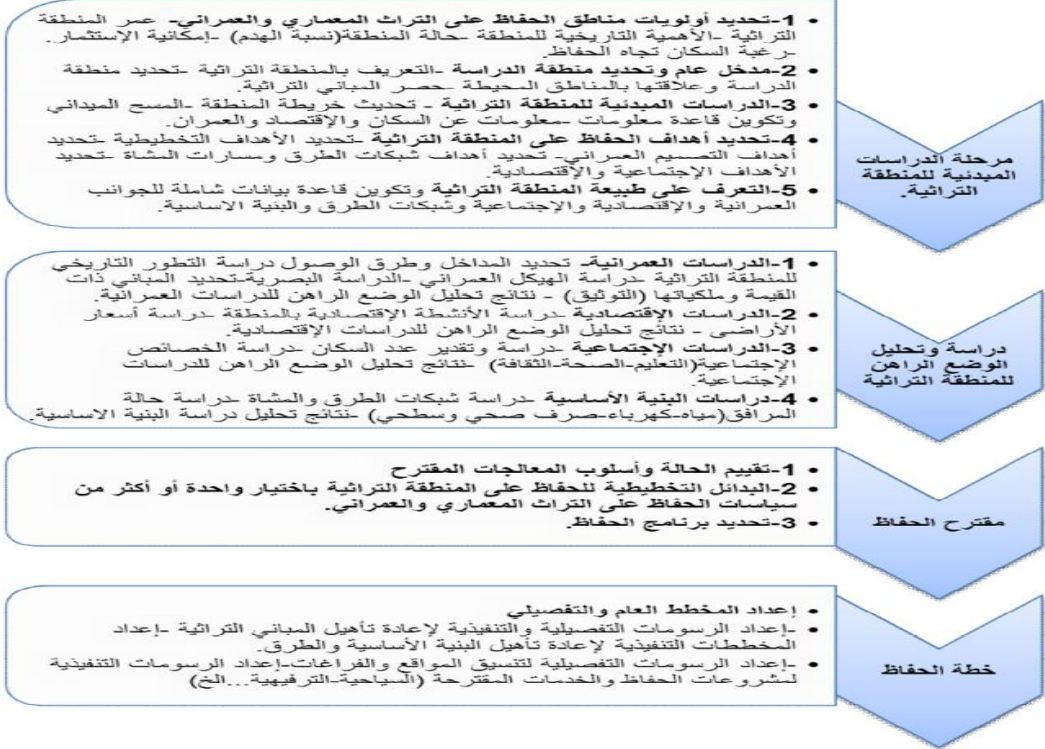 مرحلة الدراسات
المبدئية للمنطقة
التراثية.
• 1-تحديد أولويات مناطق الحفاظ على التراث المعماري والعمراني- عمر المنطقة
التراثية -الأهمية التاريخية للمنطقة -حالة المنطقة(نسبة الهدم) -إمكانية الإستثمار.
-رغبة السكان تجاه الحفاظ.
• 2-مدخل عام وتحديد منطقة الدراسة -التعريف بالمنطقة التراثية -تحديد منطقة
الدراسة وعلاقتها بالمناطق المحيطة -حصر المباني التراثية.
• 3-الدراسات المبدئية للمنطقة التراثية - تحديث خريطة المنطقة -المسح الميداني
وتكوين قاعدة معلومات -معلومات عن السكان والإقتصاد والعمران.
• 4-تحديد أهداف الحفاظ على المنطقة التراثية -تحديد الأهداف التخطيطية -تحديد
أهداف التصميم العمراني- تحديد أهداف شبكات الطرق ومسارات المشاة -تحديد
الأهداف الإجتماعية والإقتصادية.
• 5-التعرف على طبيعة المنطقة التراثية وتكوين قاعدة بيانات شاملة للجوانب
العمرانية والإقتصادية والإجتماعية وشبكات الطرق والبنية الاساسية.
دراسة وتحليل
الوضع الراهن
للمنطقة التراثية
• 1-الدراسات العمرانية- تحديد المداخل وطرق الوصول دراسة التطور التاريخي
للمنطقة التراثية -دراسة الهيكل العمراني -الدراسة البصرية-تحديد المباني ذات
القيمة وملكياتها (التوثيق) - نتائج تحليل الوضع الراهن للدراسات العمرانية.
• 2-الدراسات الإقتصادية -دراسة الأنشطة الإقتصادية بالمنطقة -دراسة أسعار
الأراضى - نتائج تحليل الوضع الراهن للدراسات الإقتصادية.
• 3-الدراسات الإجتماعية -دراسة وتقدير عدد السكان -دراسة الخصائص
الإجتماعية(التعليم-الصحة-الثقافة) -نتائج تحليل الوضع الراهن للدراسات
الإجتماعية.
• 4-دراسات البنية الأساسية -دراسة شبكات الطرق والمشاة -دراسة حالة
المرافق(مياه-كهرباء-صرف صحي وسطحي) -نتائج تحليل دراسة البنية الاساسية.
مقترح الحفاظ
• 1-تقييم الحالة وأسلوب المعالجات المقترح
• 2-البدائل التخطيطية للحفاظ على المنطقة التراثية باختيار واحدة أو أكثر من
سياسات الحفاظ على التراث المعماري والعمراني.
• 3-تحديد برنامج الحفاظ.
خطة الحفاظ
• إعداد المخطط العام والتفصيلي
• -إعداد الرسومات التفصيلية والتنفيذية لإعادة تأهيل المباني التراثية -إعداد
المخططات التنفيذية لإعادة تأهيل البنية الأساسية والطرق.
• -إعداد الرسومات التفصيلية لتنسيق المواقع والفراغات-إعداد الرسومات التنفيذية
لمشروعات الحفاظ والخدمات المقترحة (السياحية-الترفيهية...الخ)